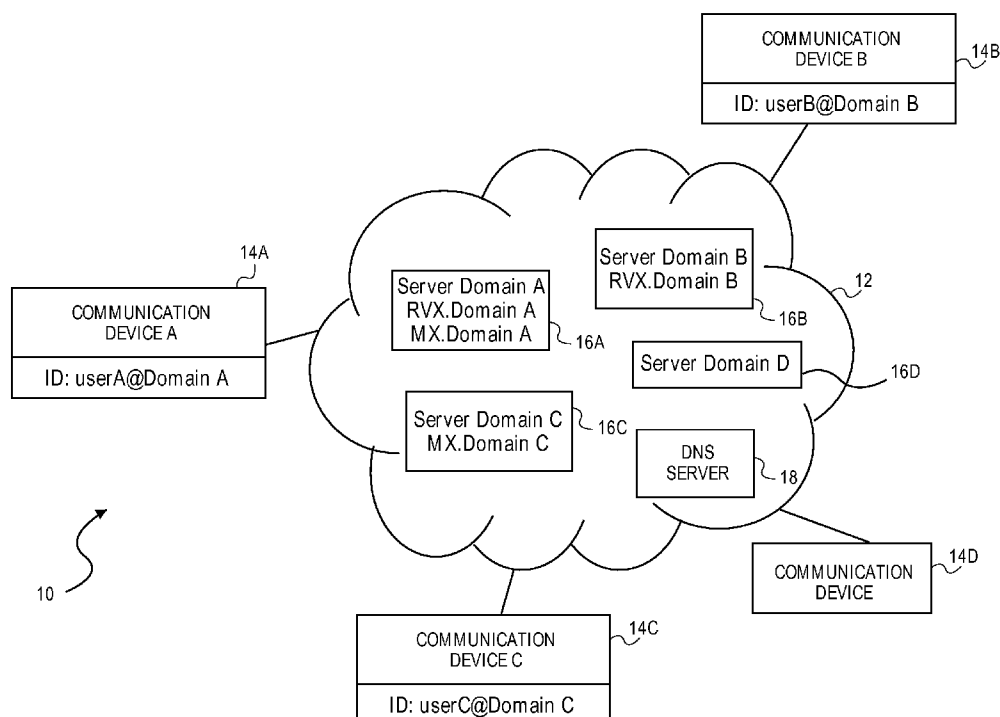 COMMUNICATION
DEVICE B
14B
ID: userB@Domain B
14A
COMMUNICATION
DEVICE A
ID: userA@Domain A
Server Domain A
RVX.Domain A
MX.Domain A
16A
Server Domain B
RVX.Domain B
16B
12
Server Domain D
16D
Server Domain C
MX.Domain C
16C
DNS
SERVER
18
10
COMMUNICATION
DEVICE
14D
COMMUNICATION
DEVICE C
14C
ID: userC@Domain C